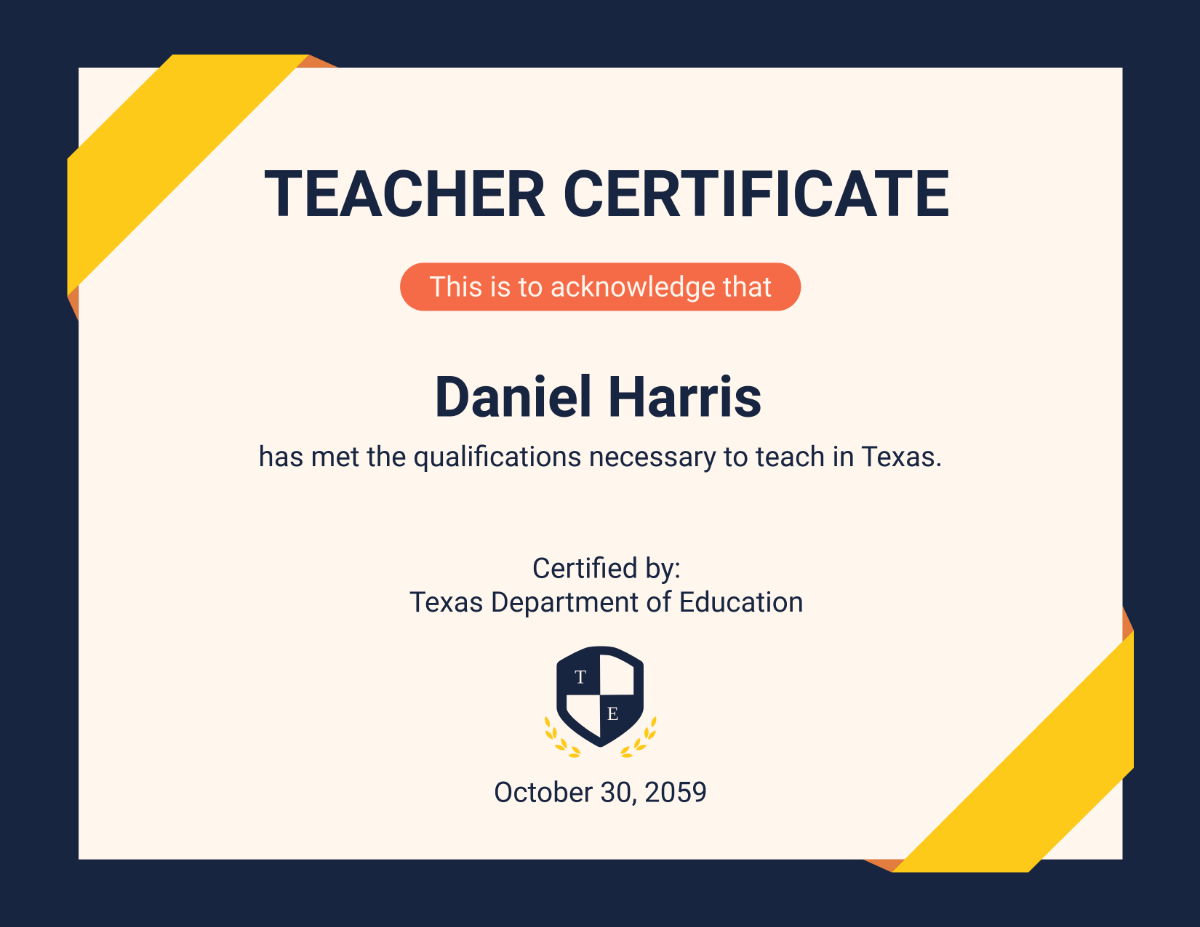 TEACHER CERTIFICATE
This is to acknowledge that
Daniel Harris
has met the qualifications necessary to teach in Texas.
Certified by:
Texas Department of Education
T
E
October 30, 2059